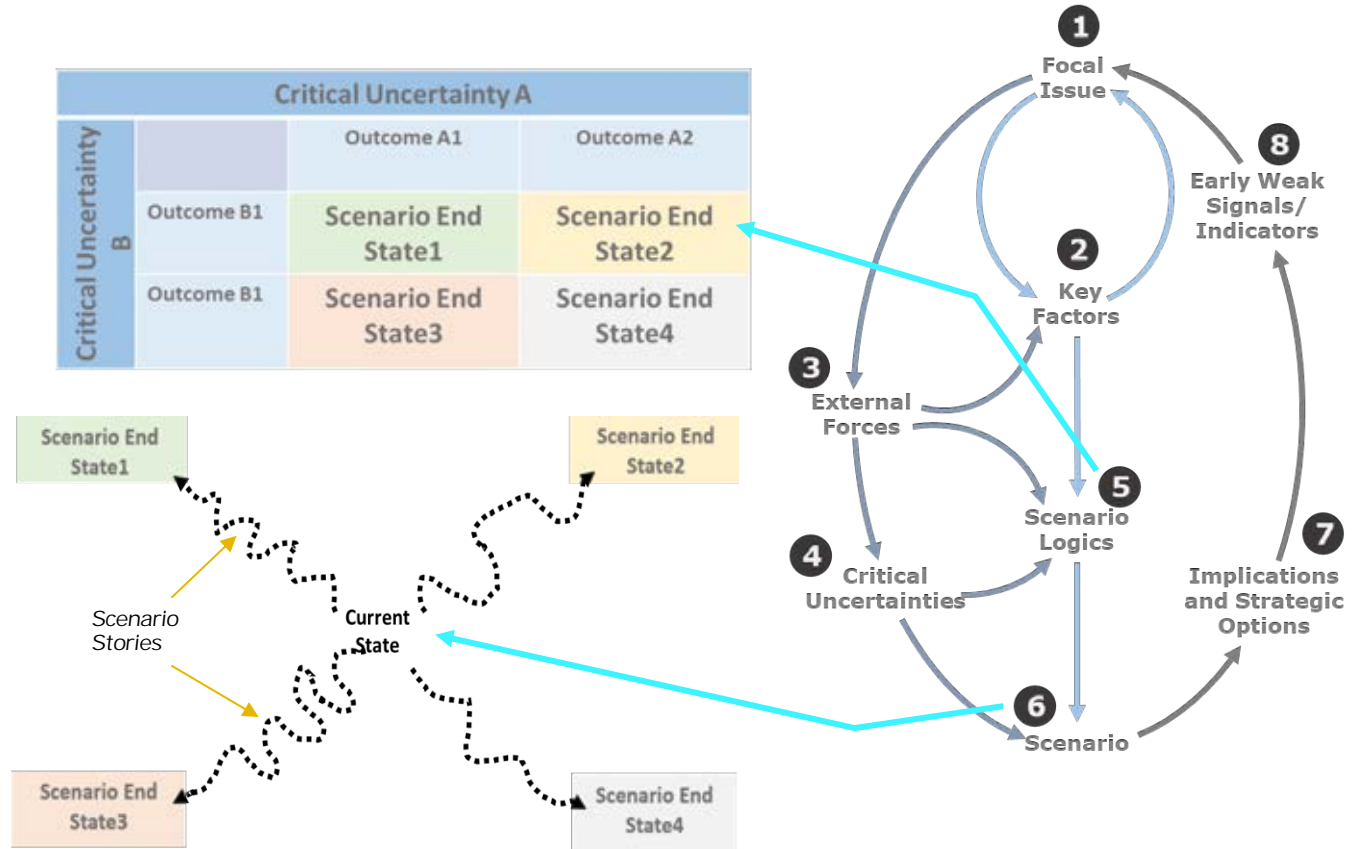 Critical Uncertainty A
Critical Uncertainty
B
Outcome A1
Outcome A2
Outcome B1
Scenario End
State1
Scenario End
State2
Outcome B1
Scenario End
State3
Scenario End
State4
Scenario End
State1
Scenario End
State2
Scenario
Stories
Current
State
Scenario End
State3
Scenario End
State4
1
Focal
Issue
8
Early Weak
Signals/
Indicators
2
Key
Factors
3
External
Forces
5
Scenario
Logics
4
Critical
Uncertainties
7
Implications
and Strategic
Options
6
Scenario